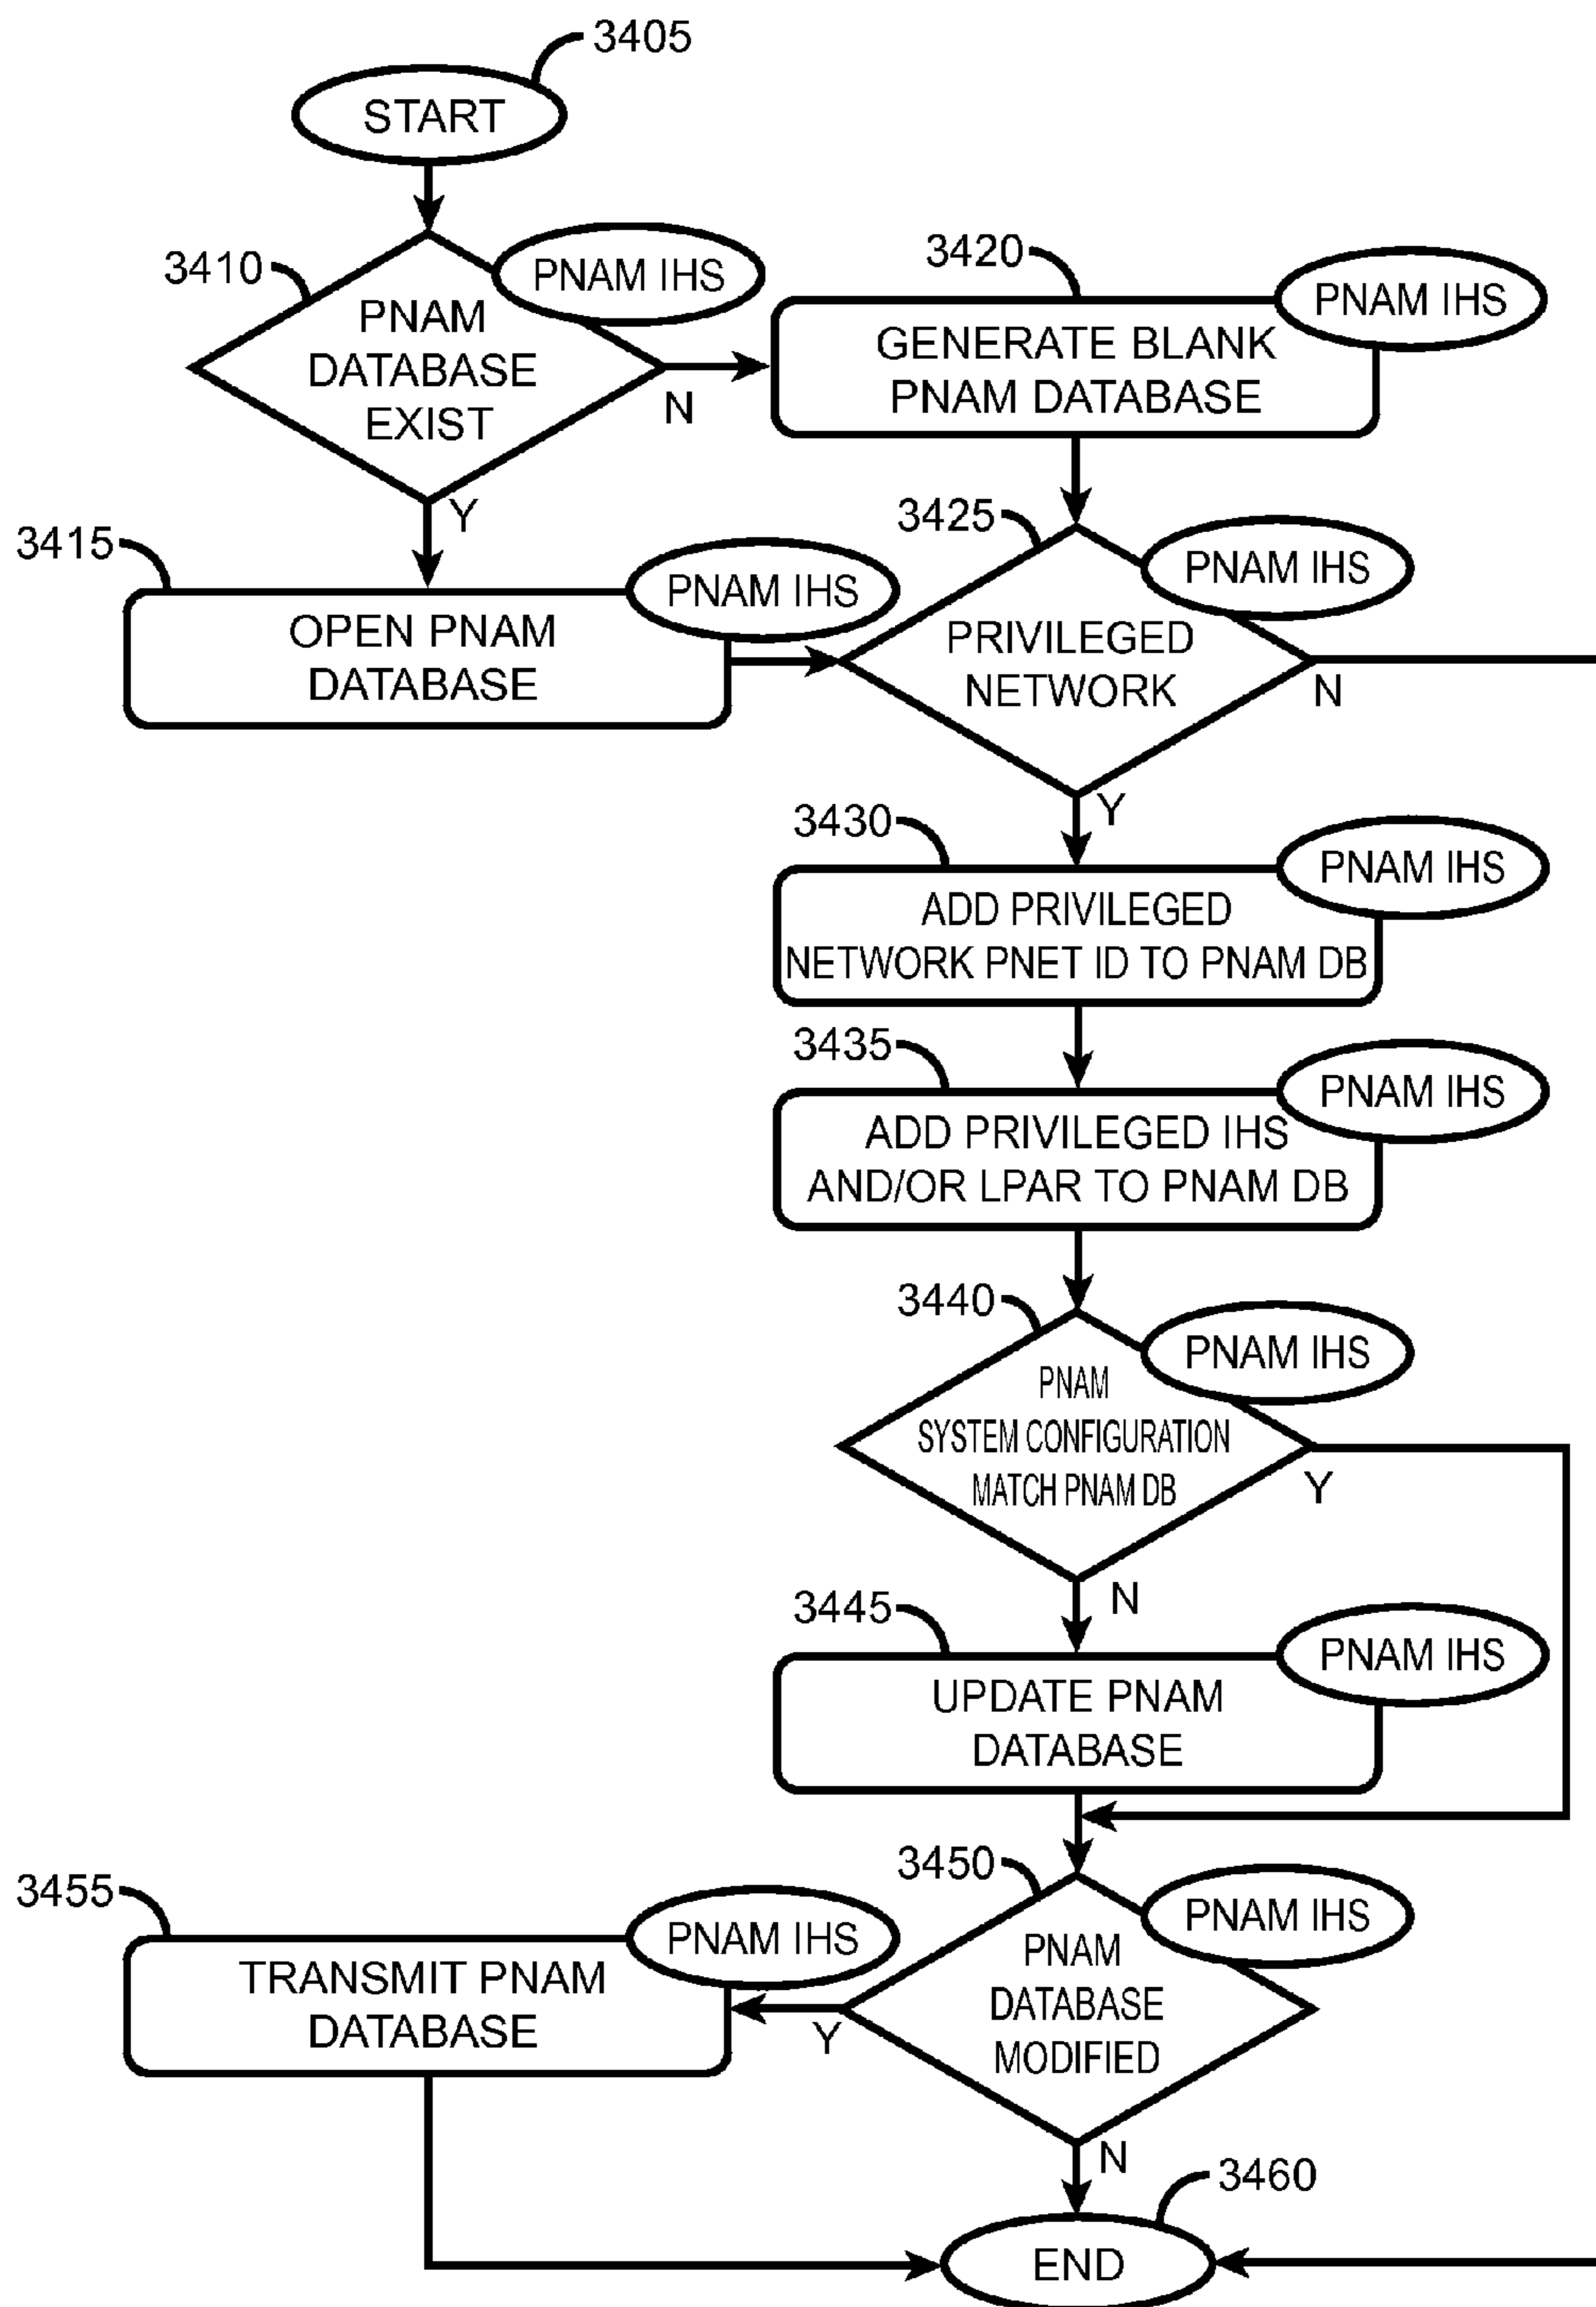 3405
START
3410
PNAM IHS
PNAM
DATABASE
EXIST
N
Y
3420
PNAM IHS
GENERATE BLANK
PNAM DATABASE
3415
PNAM IHS
OPEN PNAM
DATABASE
3425
PNAM IHS
PRIVILEGED
NETWORK
N
Y
3430
PNAM IHS
ADD PRIVILEGED
NETWORK PNET ID TO PNAM DB
3435
PNAM IHS
ADD PRIVILEGED IHS
AND/OR LPAR TO PNAM DB
3440
PNAM IHS
PNAM
SYSTEM CONFIGURATION
MATCH PNAM DB
Y
N
3445
PNAM IHS
UPDATE PNAM
DATABASE
3450
PNAM IHS
PNAM
DATABASE
MODIFIED
Y
N
3455
PNAM IHS
TRANSMIT PNAM
DATABASE
3460
END